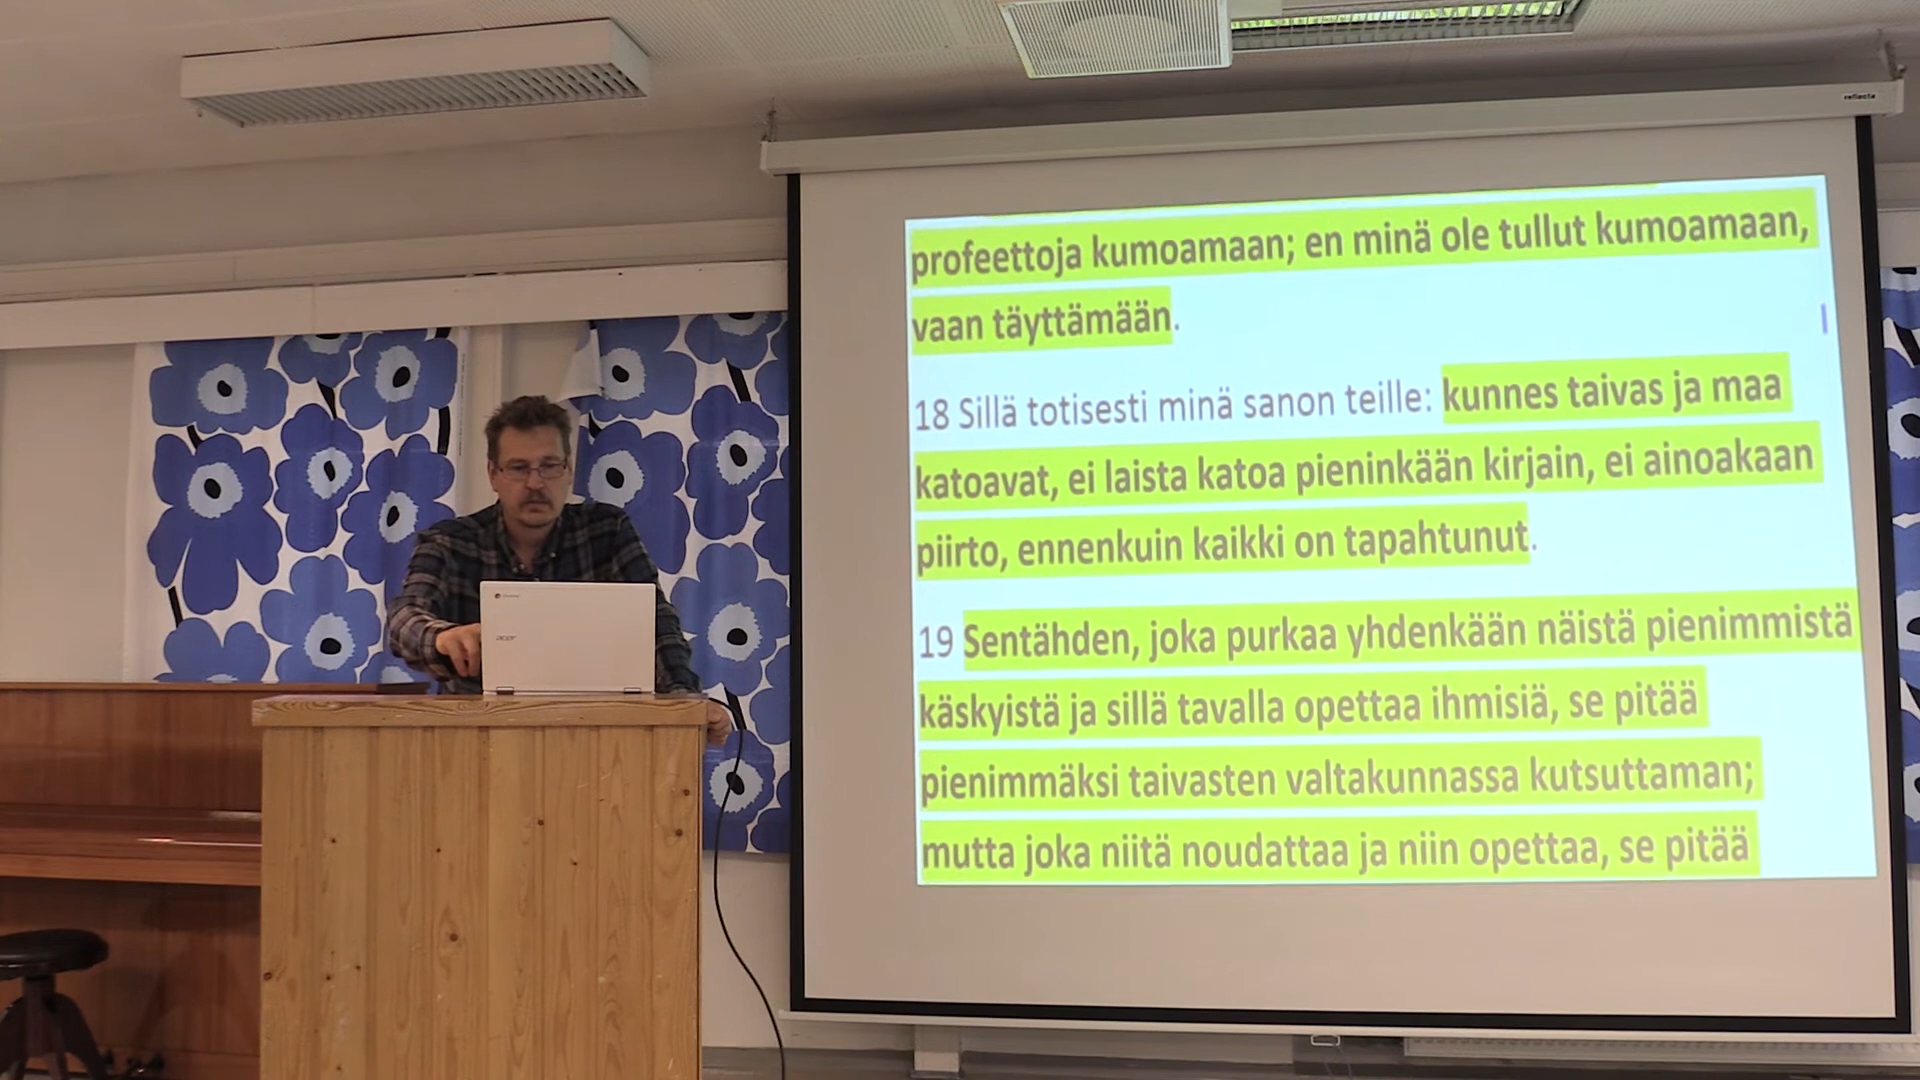 reflecta
profeettoja kumoamaan; en minä ole tullut kumoamaan,
vaan täyttämään.
18 Sillä totisesti minä sanon teille: kunnes taivas ja maa
katoavat, ei laista katoa pieninkään kirjain, ei ainoakaan
piirto, ennenkuin kaikki on tapahtunut.
19 Sentähden, joka purkaa yhdenkään näistä pienimmistä
käskyistä ja sillä tavalla opettaa ihmisiä, se pitää
pienimmäksi taivasten valtakunnassa kutsuttaman;
mutta joka niitä noudattaa ja niin opettaa, se pitää
acer